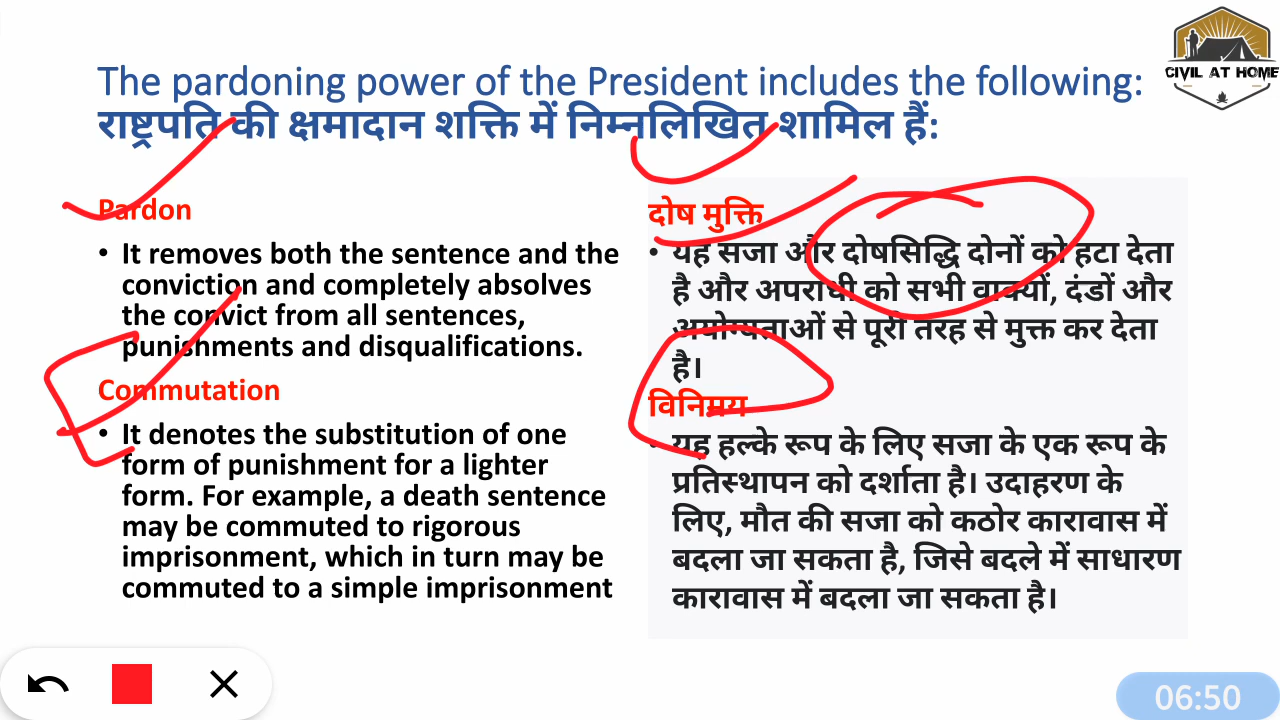 CIVIL AT HOME
The pardoning power of the President includes the following:
राष्ट्रपति की क्षमादान शक्ति में निम्नलिखित शामिल हैं:
Pardon
• It removes both the sentence and the
conviction and completely absolves
the convict from all sentences,
punishments and disqualifications.
Commutation
• It denotes the substitution of one
form of punishment for a lighter
form. For example, a death sentence
may be commuted to rigorous
imprisonment, which in turn may be
commuted to a simple imprisonment
दोष मुक्ति
• यह सजा और दोषसिद्धि दोनों को हटा देता
है और अपराधी को सभी वाक्यों, दंडों और
अयोग्यताओं से पूरी तरह से मुक्त कर देता
है।
विनिमय
• यह हल्के रूप के लिए सजा के एक रूप के
प्रतिस्थापन को दर्शाता है। उदाहरण के
लिए, मौत की सजा को कठोर कारावास में
बदला जा सकता है, जिसे बदले में साधारण
कारावास में बदला जा सकता है।
06:50